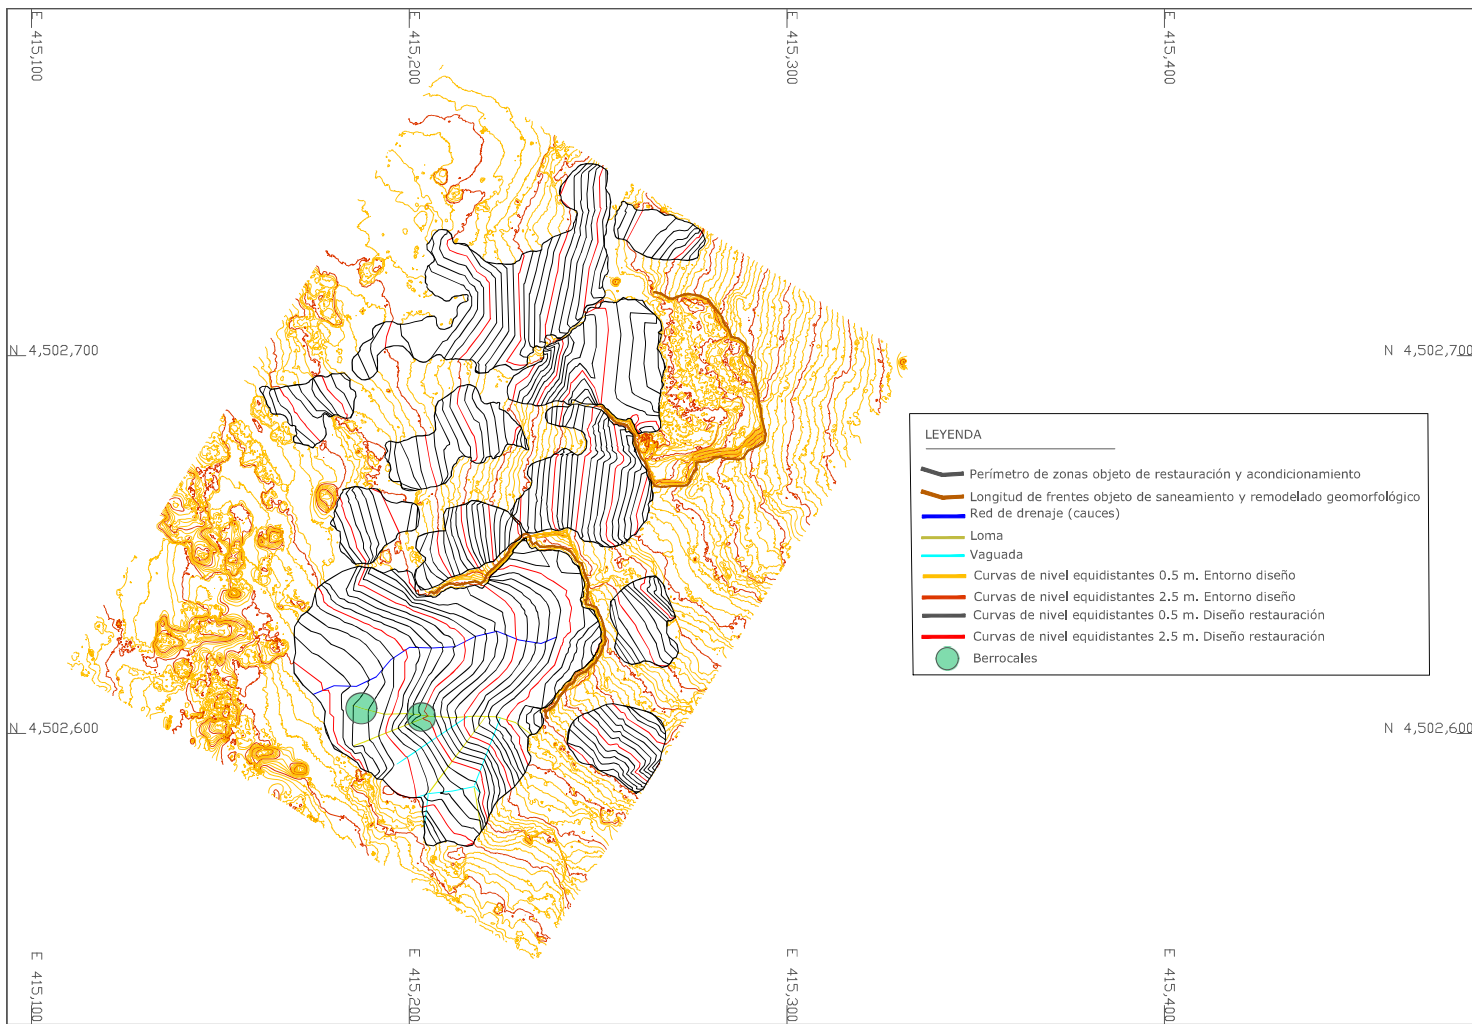 E 415,100
E 415,200
E 415,300
E 415,400
N 4,502,700
N 4,502,700
LEYENDA
Perímetro de zonas objeto de restauración y acondicionamiento
Longitud de frentes objeto de saneamiento y remodelado geomorfológico
Red de drenaje (cauces)
Loma
Vaguada
Curvas de nivel equidistantes 0.5 m. Entorno diseño
Curvas de nivel equidistantes 2.5 m. Entorno diseño
Curvas de nivel equidistantes 0.5 m. Diseño restauración
Curvas de nivel equidistantes 2.5 m. Diseño restauración
Berrocales
N 4,502,600
N 4,502,600
E 415,100
E 415,200
E 415,300
E 415,400